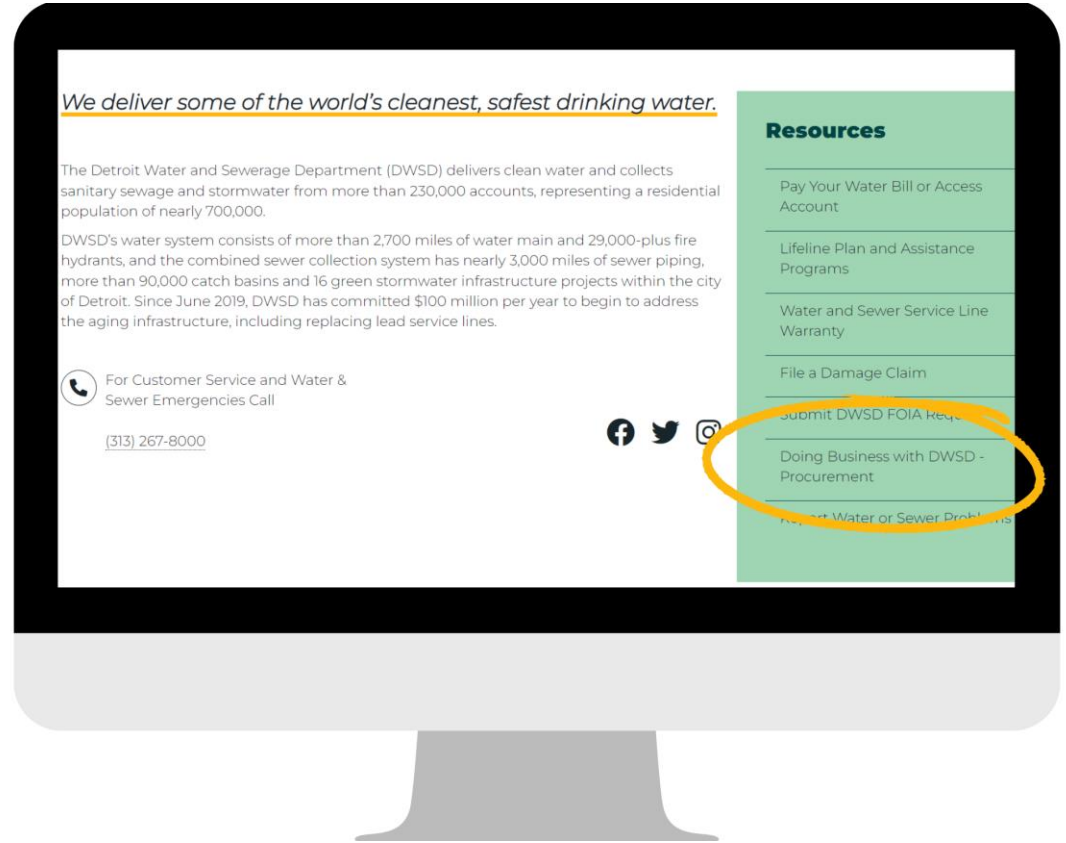 We deliver some of the world's cleanest, safest drinking water.
The Detroit Water and Sewerage Department (DWSD) delivers clean water and collects
sanitary sewage and stormwater from more than 230,000 accounts, representing a residential
population of nearly 700,000.
DWSD's water system consists of more than 2,700 miles of water main and 29,000-plus fire
hydrants, and the combined sewer collection system has nearly 3,000 miles of sewer piping,
more than 90,000 catch basins and 16 green stormwater infrastructure projects within the city
of Detroit. Since June 2019, DWSD has committed $100 million per year to begin to address
the aging infrastructure, including replacing lead service lines.
For Customer Service and Water &
Sewer Emergencies Call
(313) 267-8000
Resources
Pay Your Water Bill or Access
Account
Lifeline Plan and Assistance
Programs
Water and Sewer Service Line
Warranty
File a Damage Claim
Submit DWSD FOIA
Doing Business with DWSD -
Procurement
Report Water or Sewer Problems